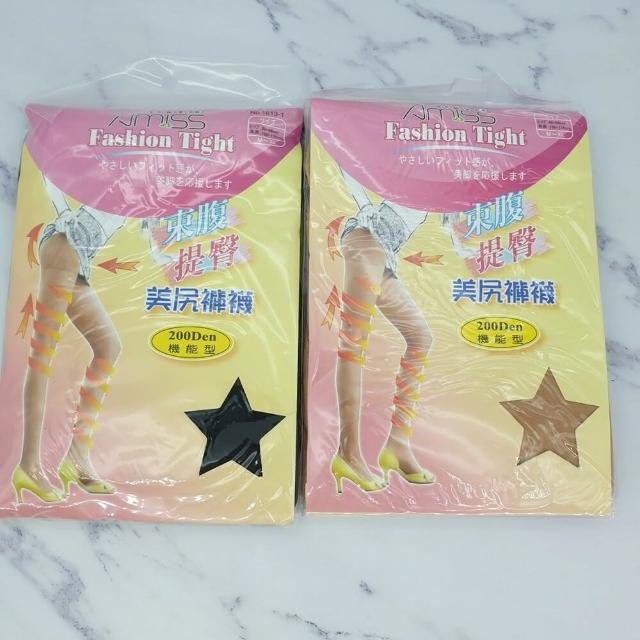 AMISS
No.1613-1
Fashion Tight
やさしいフィット感が、
美脚を応援します
束腹
提臀
美尻褲襪
200Den
機能型
AMISS
Fashion Tight
やさしいフィット感が、
美脚を応援します
束腹
提臀
美尻褲襪
200Den
機能型